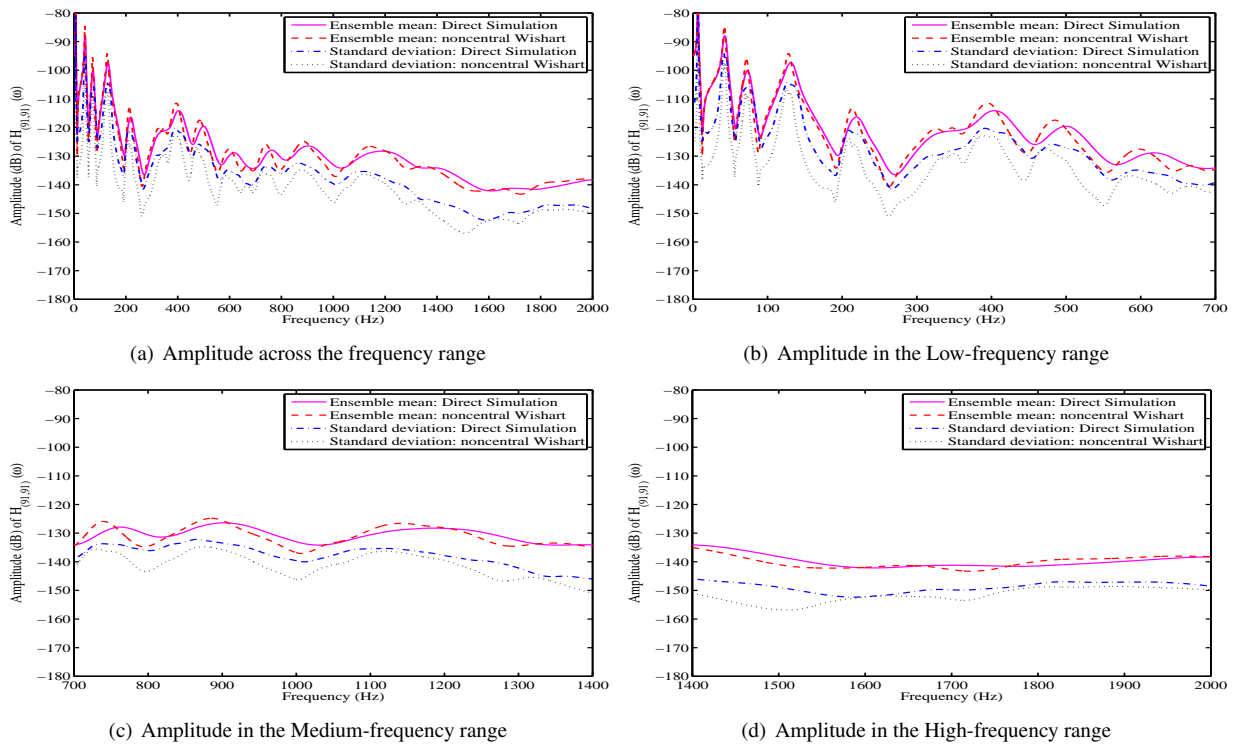 −80
−90
−100
−110
−120
−130
−140
−150
−160
−170
−180
0
200
400
600
800
1000
1200
1400
1600
1800
2000
Frequency (Hz)
Amplitude (dB) of H(91,91) (ω)
Ensemble mean: Direct Simulation
Ensemble mean: noncentral Wishart
Standard deviation: Direct Simulation
Standard deviation: noncentral Wishart
(a) Amplitude across the frequency range
−80
−90
−100
−110
−120
−130
−140
−150
−160
−170
−180
0
100
200
300
400
500
600
700
Frequency (Hz)
Amplitude (dB) of H(91,91) (ω)
Ensemble mean: Direct Simulation
Ensemble mean: noncentral Wishart
Standard deviation: Direct Simulation
Standard deviation: noncentral Wishart
(b) Amplitude in the Low-frequency range
−80
−90
−100
−110
−120
−130
−140
−150
−160
−170
−180
700
800
900
1000
1100
1200
1300
1400
Frequency (Hz)
Amplitude (dB) of H(91,91) (ω)
Ensemble mean: Direct Simulation
Ensemble mean: noncentral Wishart
Standard deviation: Direct Simulation
Standard deviation: noncentral Wishart
(c) Amplitude in the Medium-frequency range
−80
−90
−100
−110
−120
−130
−140
−150
−160
−170
−180
1400
1500
1600
1700
1800
1900
2000
Frequency (Hz)
Amplitude (dB) of H(91,91) (ω)
Ensemble mean: Direct Simulation
Ensemble mean: noncentral Wishart
Standard deviation: Direct Simulation
Standard deviation: noncentral Wishart
(d) Amplitude in the High-frequency range